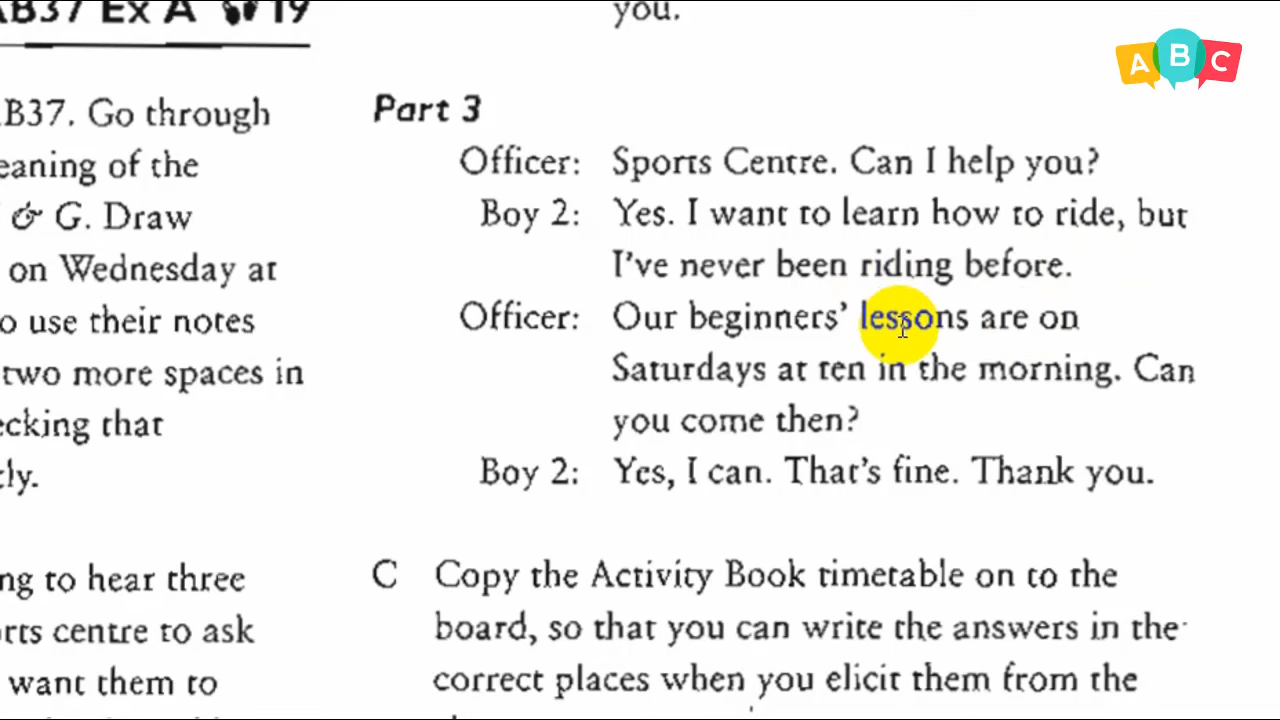 AB37 Ex A 19
B37. Go through
eaning of the
& G. Draw
on Wednesday at
o use their notes
two more spaces in
ecking that
ly.
ng to hear three
rts centre to ask
want them to
you.
Part 3
Officer: Sports Centre. Can I help you?
Boy 2: Yes. I want to learn how to ride, but
I've never been riding before.
Officer: Our beginners' lessons are on
Saturdays at ten in the morning. Can
you come then?
Boy 2: Yes, I can. That's fine. Thank you.
C Copy the Activity Book timetable on to the
board, so that you can write the answers in the
correct places when you elicit them from the
A B C